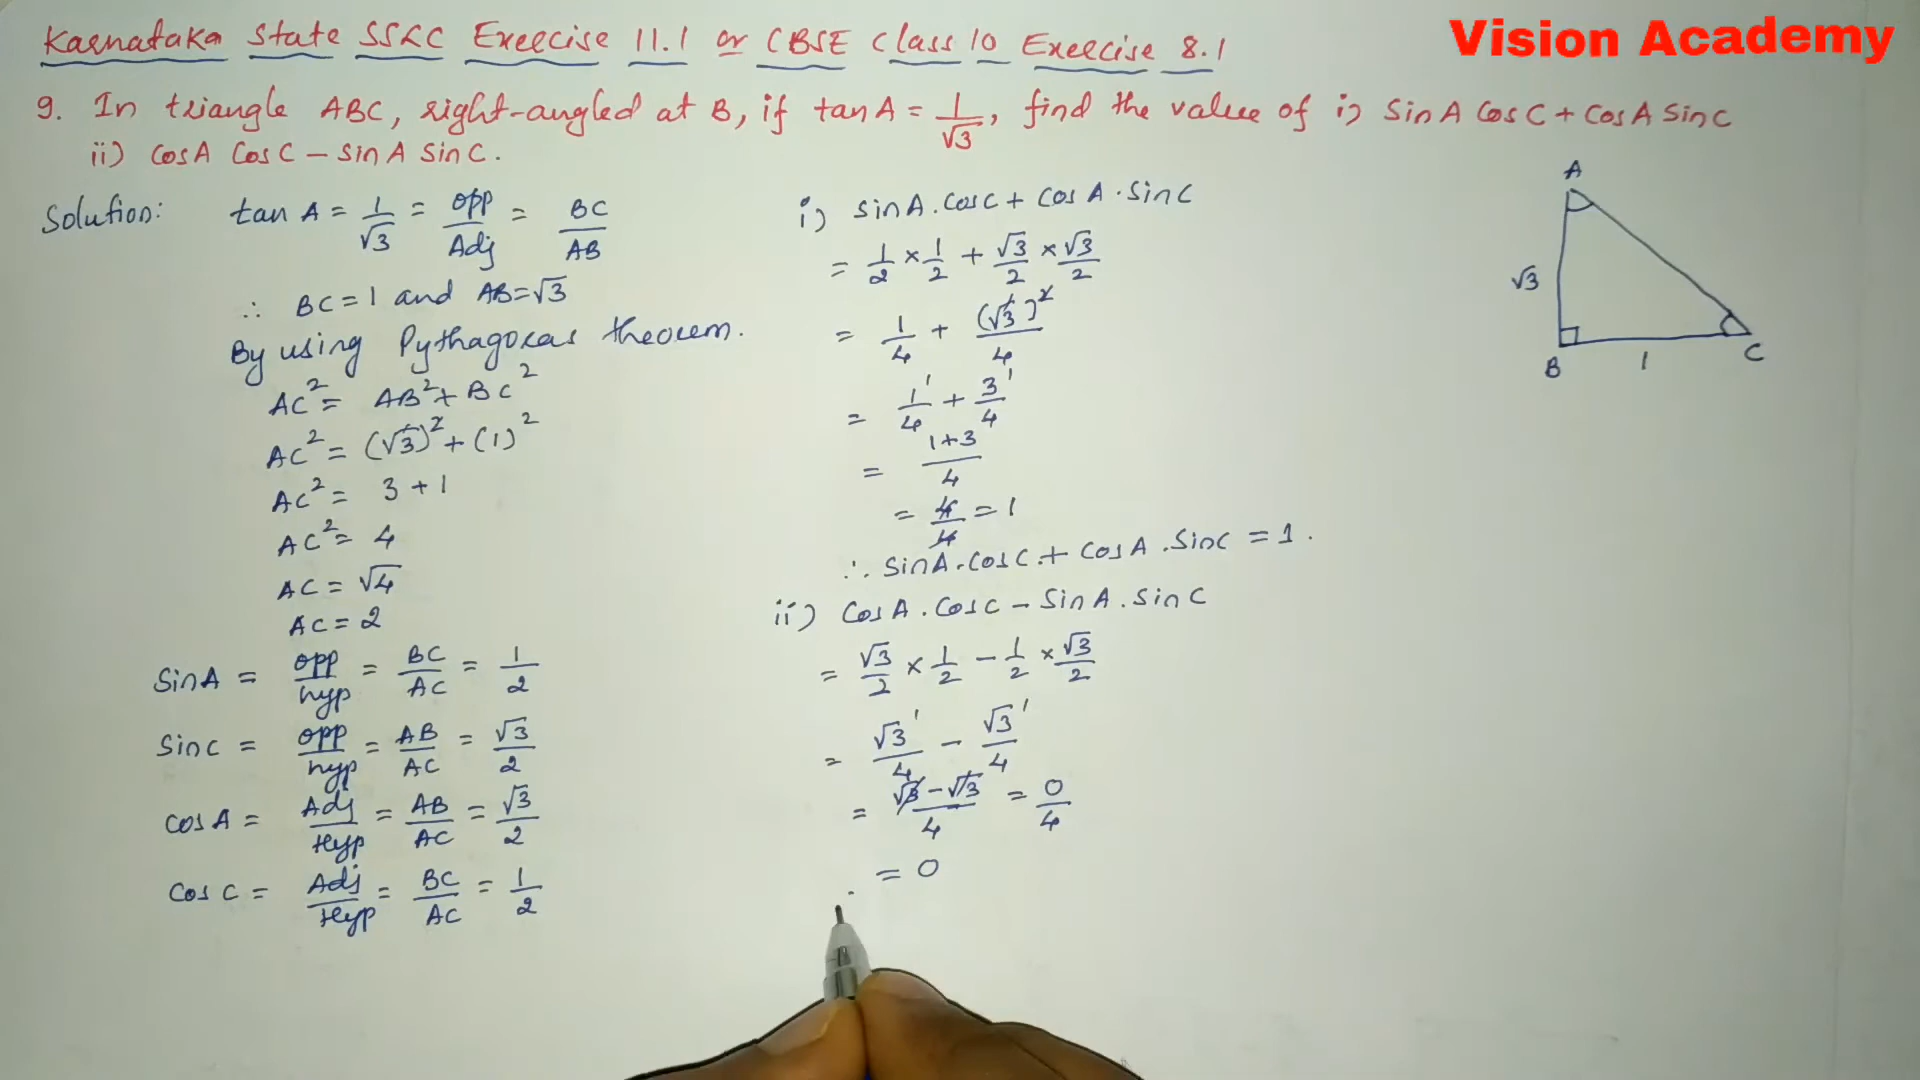 Karnataka State SSLC Exercise 11.1 or CBSE Class 10 Exercise 8.1
Vision Academy
9. In triangle ABC, right-angled at B, if tan A = 1/√3, find the value of i) Sin A Cos C + Cos A Sin C
ii) Cos A Cos C – Sin A Sin C.
Solution: tan A = 1/√3 = opp/Adj = BC/AB
∴ BC = 1 and AB = √3
By using Pythagoras theorem.
AC² = AB² + BC²
AC² = (√3)² + (1)²
AC² = 3 + 1
AC² = 4
AC = √4
AC = 2
Sin A = opp/hyp = BC/AC = 1/2
Sin C = opp/hyp = AB/AC = √3/2
Cos A = Adj/Hyp = AB/AC = √3/2
Cos C = Adj/Hyp = BC/AC = 1/2
i) Sin A . Cos C + Cos A . Sin C
= 1/2 × 1/2 + √3/2 × √3/2
= 1/4 + (√3)²/4
= 1/4 + 3/4
= 1+3/4
= 4/4 = 1
∴ Sin A . Cos C + Cos A . Sin C = 1.
ii) Cos A . Cos C – Sin A . Sin C
= √3/2 × 1/2 – 1/2 × √3/2
= √3/4 – √3/4
= √3 – √3/4 = 0/4
= 0
A
√3
B
1
C